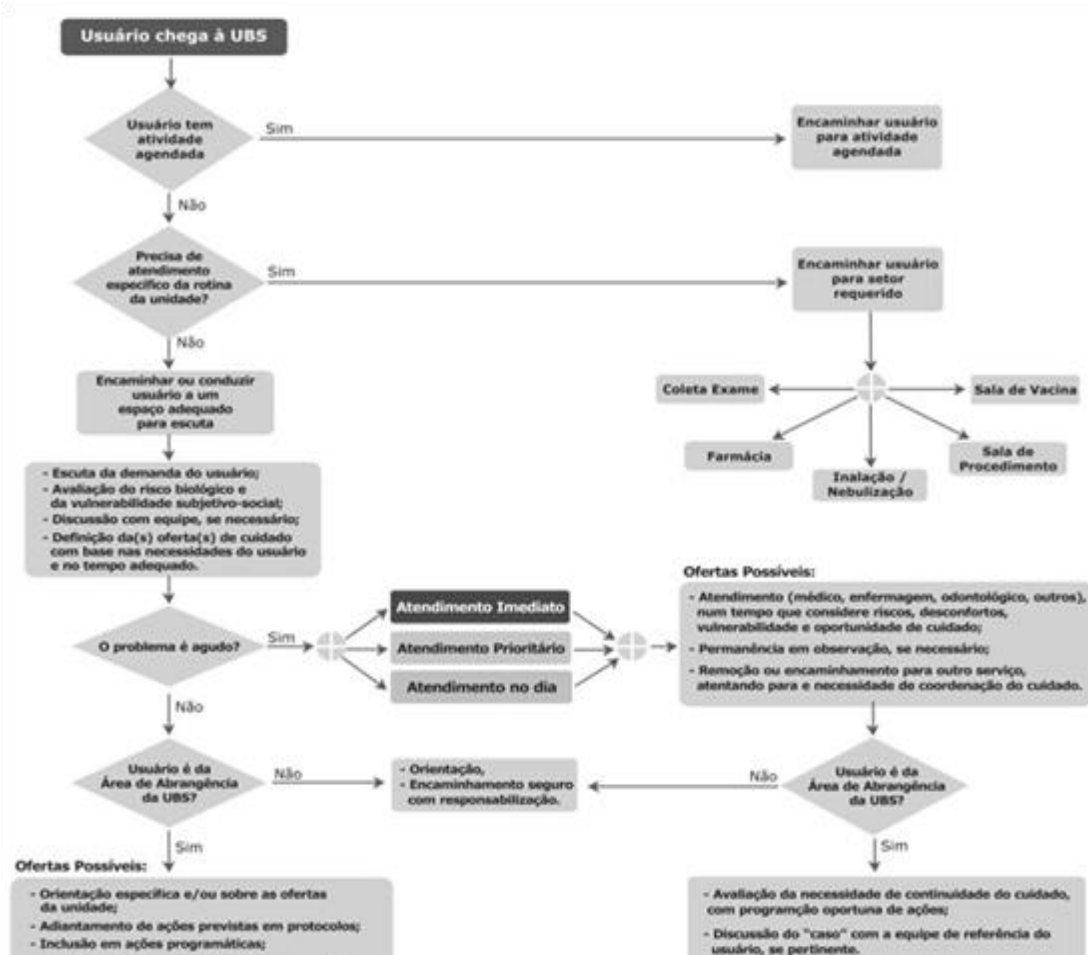 Usuário chega à UBS
Usuário tem
atividade
agendada
Sim
Encaminhar usuário
para atividade
agendada
Não
Precisa de
atendimento
específico da rotina
da unidade?
Sim
Encaminhar usuário
para setor
requerido
Não
Encaminhar ou conduzir
usuário a um
espaço adequado
para escuta
Coleta Exame
Sala de Vacina
Farmácia
Sala de
Procedimento
Inalação /
Nebulização
- Escuta da demanda do usuário;
- Avaliação do risco biológico e
da vulnerabilidade subjetivo-social;
- Discussão com equipe, se necessário;
- Definição da(s) oferta(s) de cuidado
com base nas necessidades do usuário
e no tempo adequado.
O problema é agudo?
Sim
Atendimento Imediato
Atendimento Prioritário
Atendimento no dia
Ofertas Possíveis:
- Atendimento (médico, enfermagem, odontológico, outros),
num tempo que considere riscos, desconfortos,
vulnerabilidade e oportunidade de cuidado;
- Permanência em observação, se necessário;
- Remoção ou encaminhamento para outro serviço,
atentando para e necessidade de coordenação do cuidado.
Não
Usuário é da
Área de Abrangência
da UBS?
Não
- Orientação,
- Encaminhamento seguro
com responsabilização.
Não
Usuário é da
Área de Abrangência
da UBS?
Sim
Ofertas Possíveis:
- Orientação específica e/ou sobre as ofertas
da unidade;
- Adiantamento de ações previstas em protocolos;
- Inclusão em ações programáticas;
Sim
- Avaliação da necessidade de continuidade do cuidado,
com programção oportuna de ações;
- Discussão do "caso" com a equipe de referência do
usuário, se pertinente.